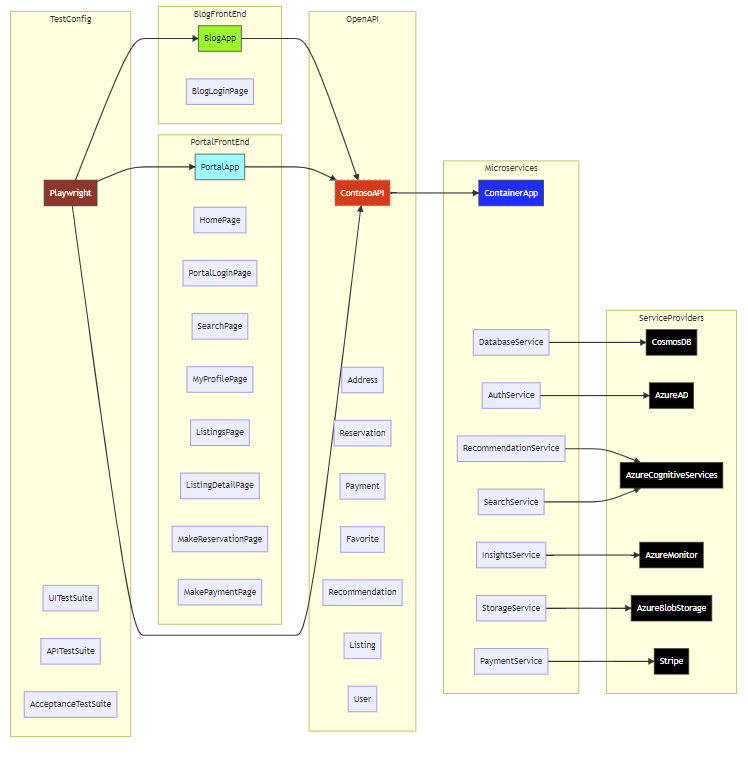 TestConfig
Playwright
UITestSuite
APITestSuite
AcceptanceTestSuite
BlogFrontEnd
BlogApp
BlogLoginPage
PortalFrontEnd
PortalApp
HomePage
PortalLoginPage
SearchPage
MyProfilePage
ListingsPage
ListingDetailPage
MakeReservationPage
MakePaymentPage
OpenAPI
ContosoAPI
Address
Reservation
Payment
Favorite
Recommendation
Listing
User
Microservices
ContainerApp
DatabaseService
AuthService
RecommendationService
SearchService
InsightsService
StorageService
PaymentService
ServiceProviders
CosmosDB
AzureAD
AzureCognitiveServices
AzureMonitor
AzureBlobStorage
Stripe